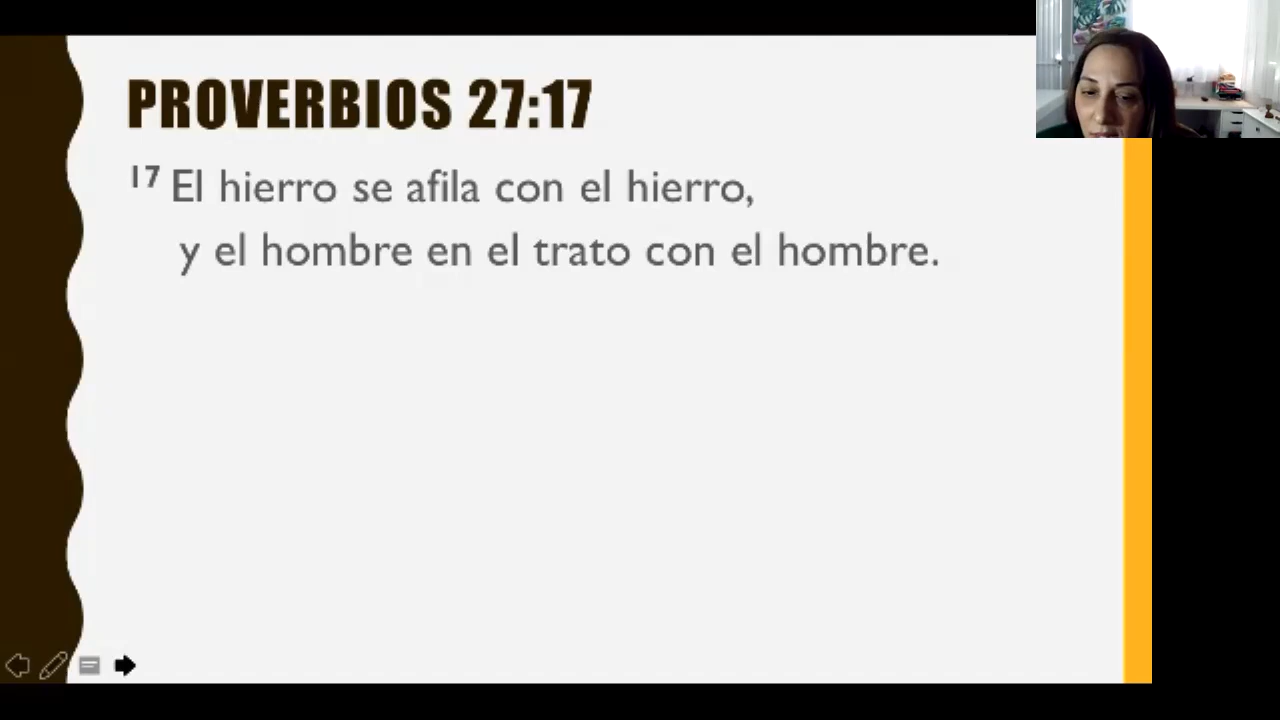 PROVERBIOS 27:17
17 El hierro se afila con el hierro,
y el hombre en el trato con el hombre.